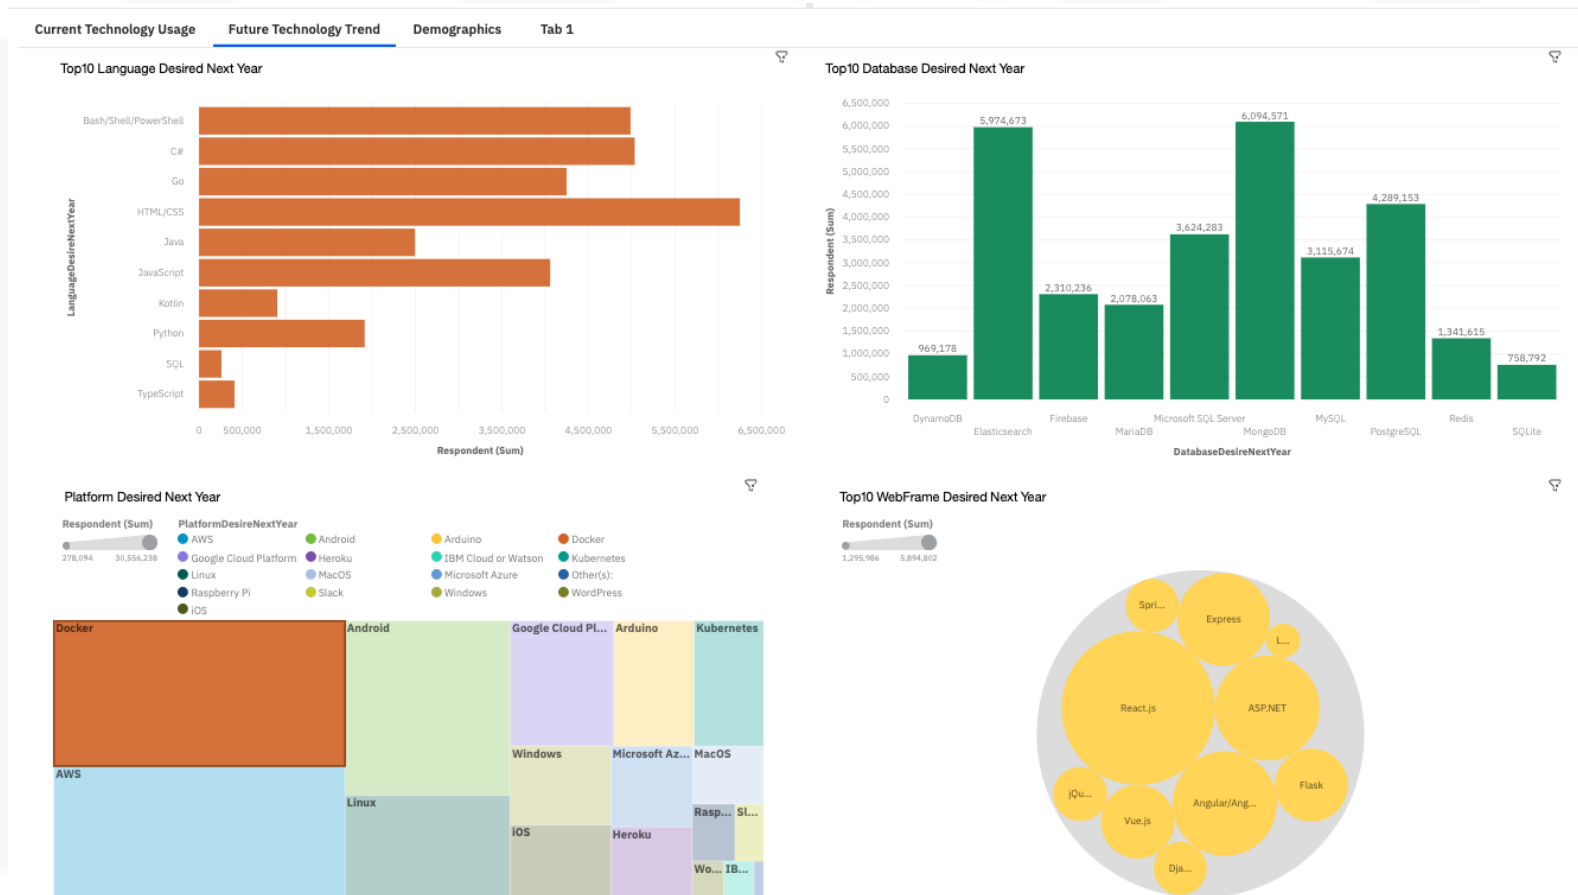 Current Technology Usage Future Technology Trend Demographics Tab 1
Top10 Language Desired Next Year
LanguageDesireNextYear
Bash/Shell/PowerShell
C#
Go
HTML/CSS
Java
JavaScript
Kotlin
Python
SQL
TypeScript
0 500,000 1,500,000 2,500,000 3,500,000 4,500,000 5,500,000 6,500,000
Respondent (Sum)
Top10 Database Desired Next Year
Respondent (Sum)
6,500,000
6,000,000
5,500,000
5,000,000
4,500,000
4,000,000
3,500,000
3,000,000
2,500,000
2,000,000
1,500,000
1,000,000
500,000
0
969,178
5,974,673
2,310,236
2,078,063
3,624,283
6,094,571
3,115,674
4,289,153
1,341,615
758,792
DynamoDB Firebase Microsoft SQL Server MySQL Redis
Elasticsearch MariaDB MongoDB PostgreSQL SQLite
DatabaseDesireNextYear
Platform Desired Next Year
Respondent (Sum)
278,094 30,556,238
PlatformDesireNextYear
AWS Android Arduino Docker
Google Cloud Platform Heroku IBM Cloud or Watson Kubernetes
Linux MacOS Microsoft Azure Other(s):
Raspberry Pi Slack Windows WordPress
iOS
Docker Android Google Cloud Pl... Arduino Kubernetes
Windows Microsoft Az... MacOS
AWS
Linux
Rasp... Sl...
iOS Heroku
Wo... IB...
Top10 WebFrame Desired Next Year
Respondent (Sum)
1,295,986 5,894,802
Spri...
Express
L...
React.js
ASP.NET
Flask
jQu...
Angular/Ang...
Vue.js
Dja...